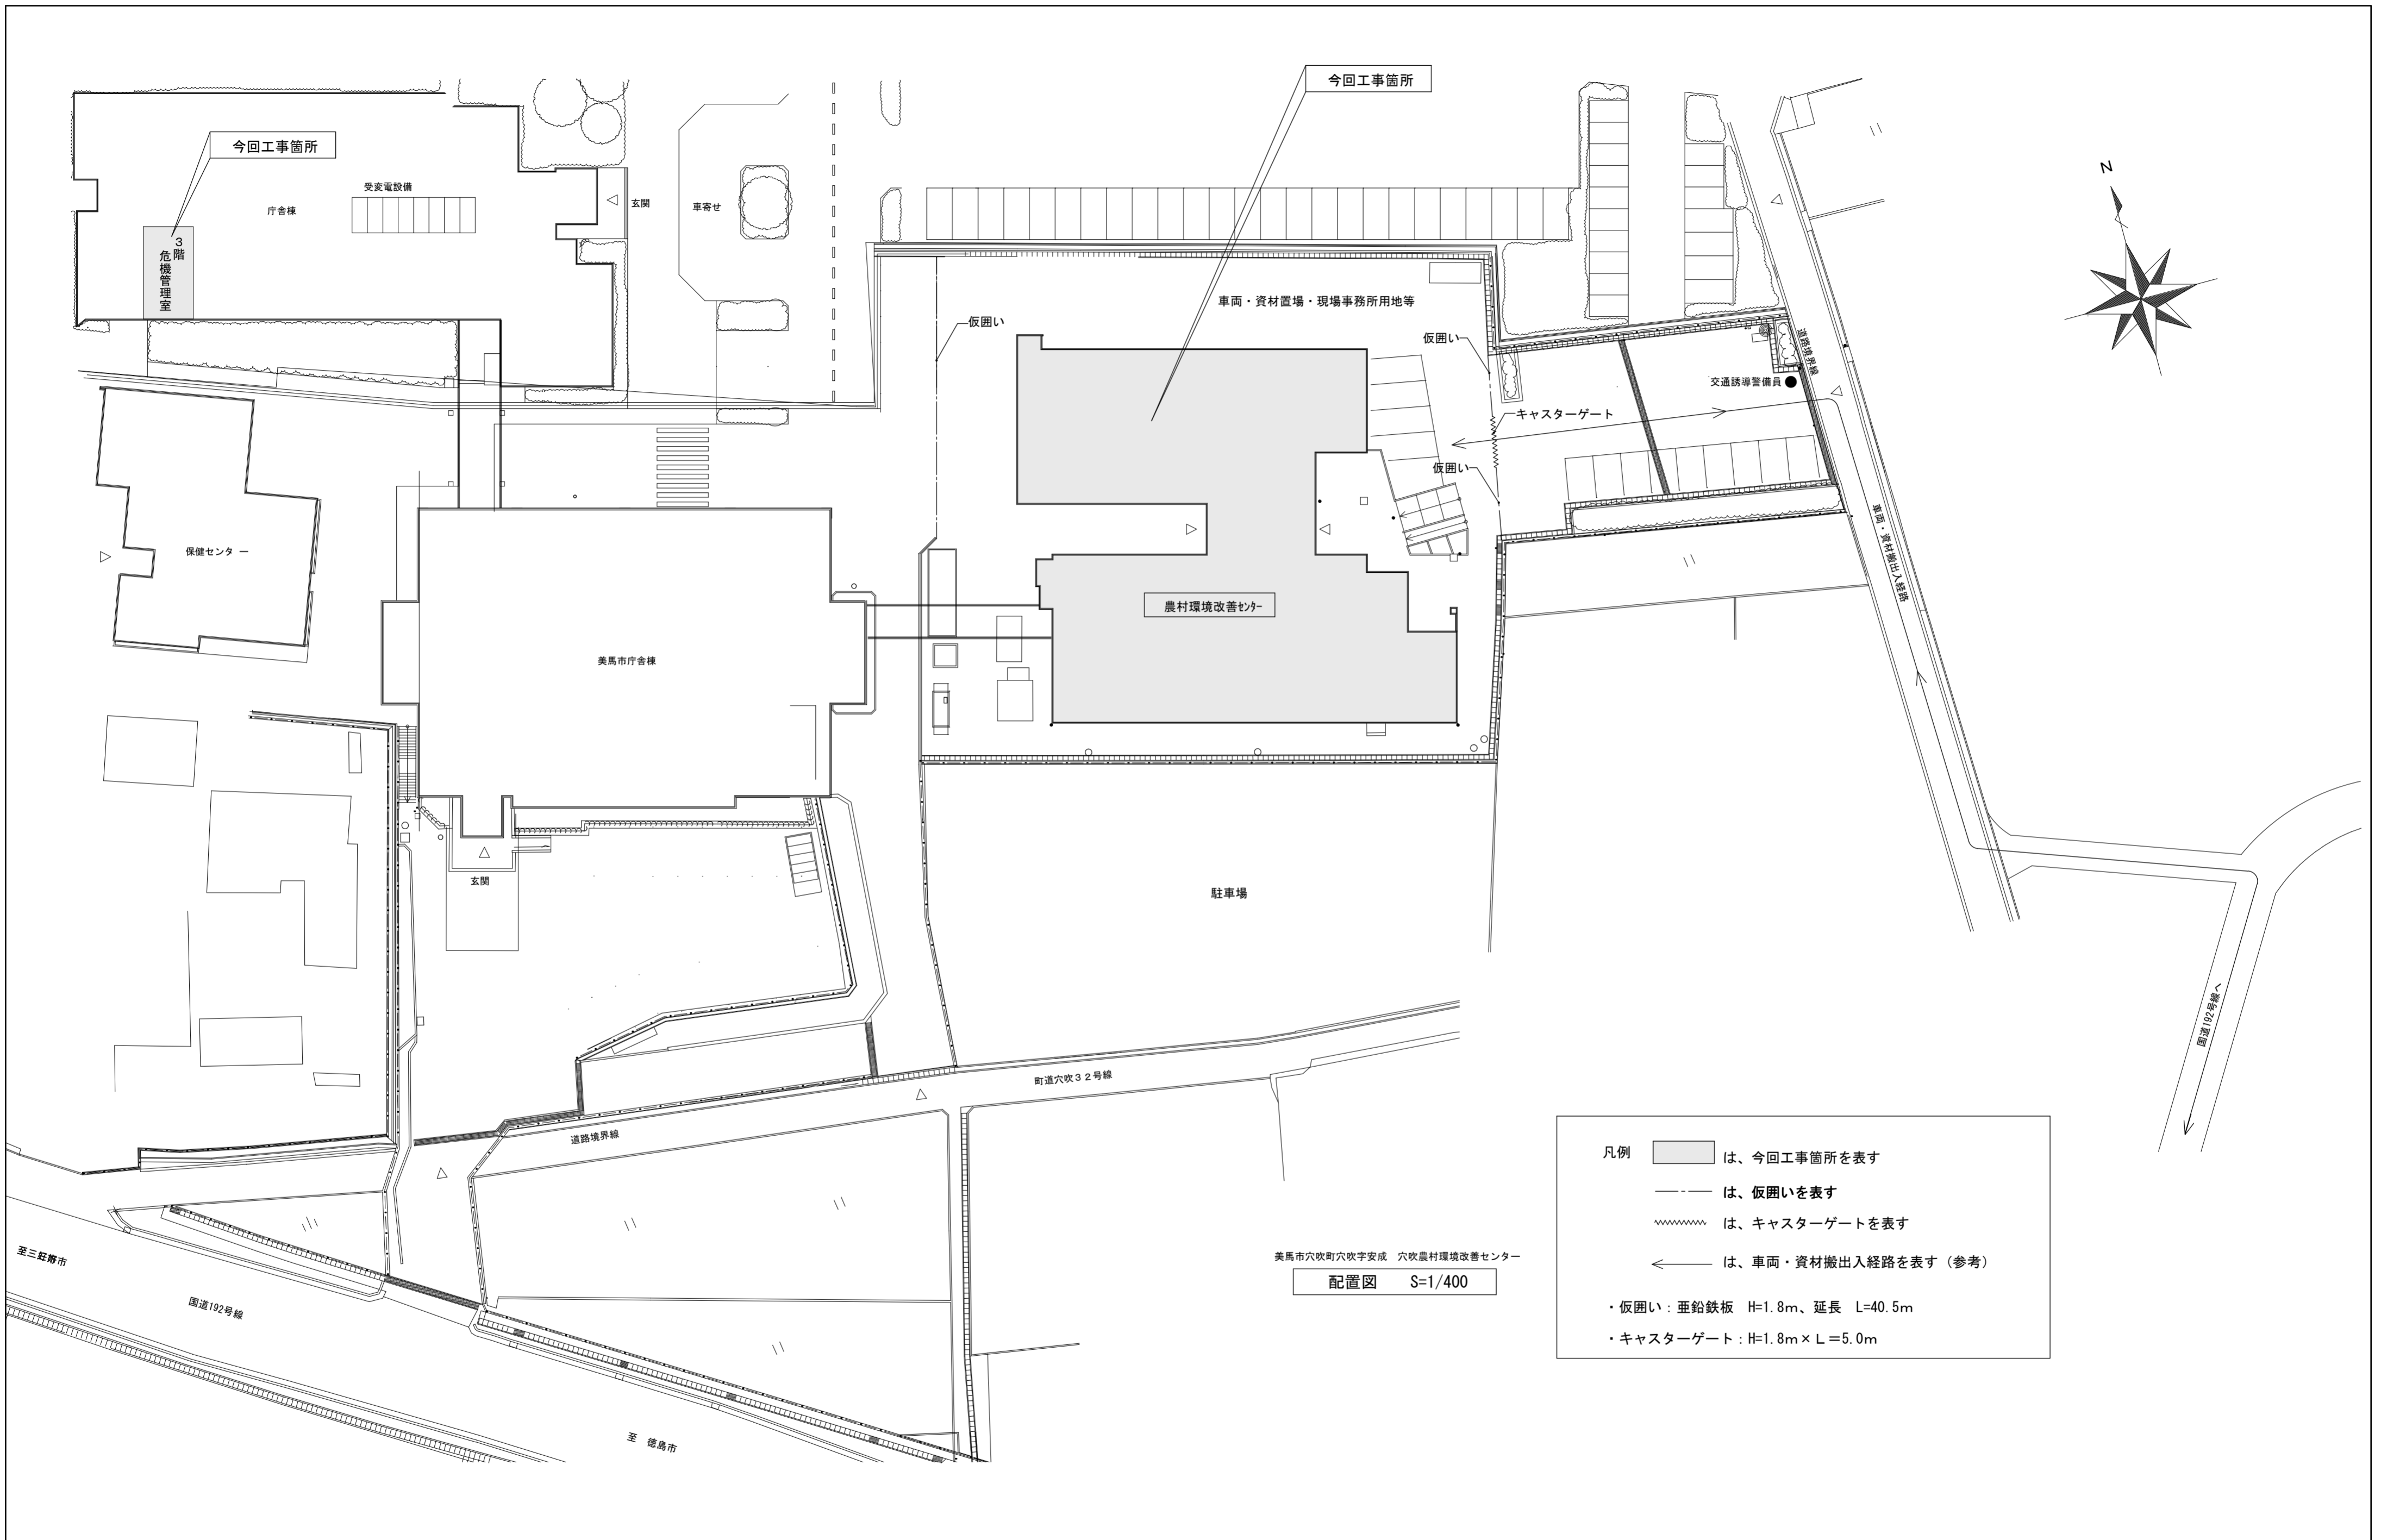 今回工事箇所
今回工事箇所
受変電設備
庁舎棟
玄関
車寄せ
3階
危機管理室
N
車両・資材置場・現場事務所用地等
仮囲い
仮囲い
道路境界線
交通誘導警備員
キャスターゲート
仮囲い
車両・資材搬出入経路
保健センター
農村環境改善センター
美馬市庁舎棟
玄関
駐車場
国道192号線へ
町道穴吹32号線
道路境界線
国道192号線
至 徳島市
美馬市穴吹町穴吹字安成 穴吹農村環境改善センター
配置図 S=1/400
凡例
は、今回工事箇所を表す
は、仮囲いを表す
は、キャスターゲートを表す
は、車両・資材搬出入経路を表す（参考）
・仮囲い：亜鉛鉄板 H=1.8m、延長 L=40.5m
・キャスターゲート：H=1.8m×L=5.0m